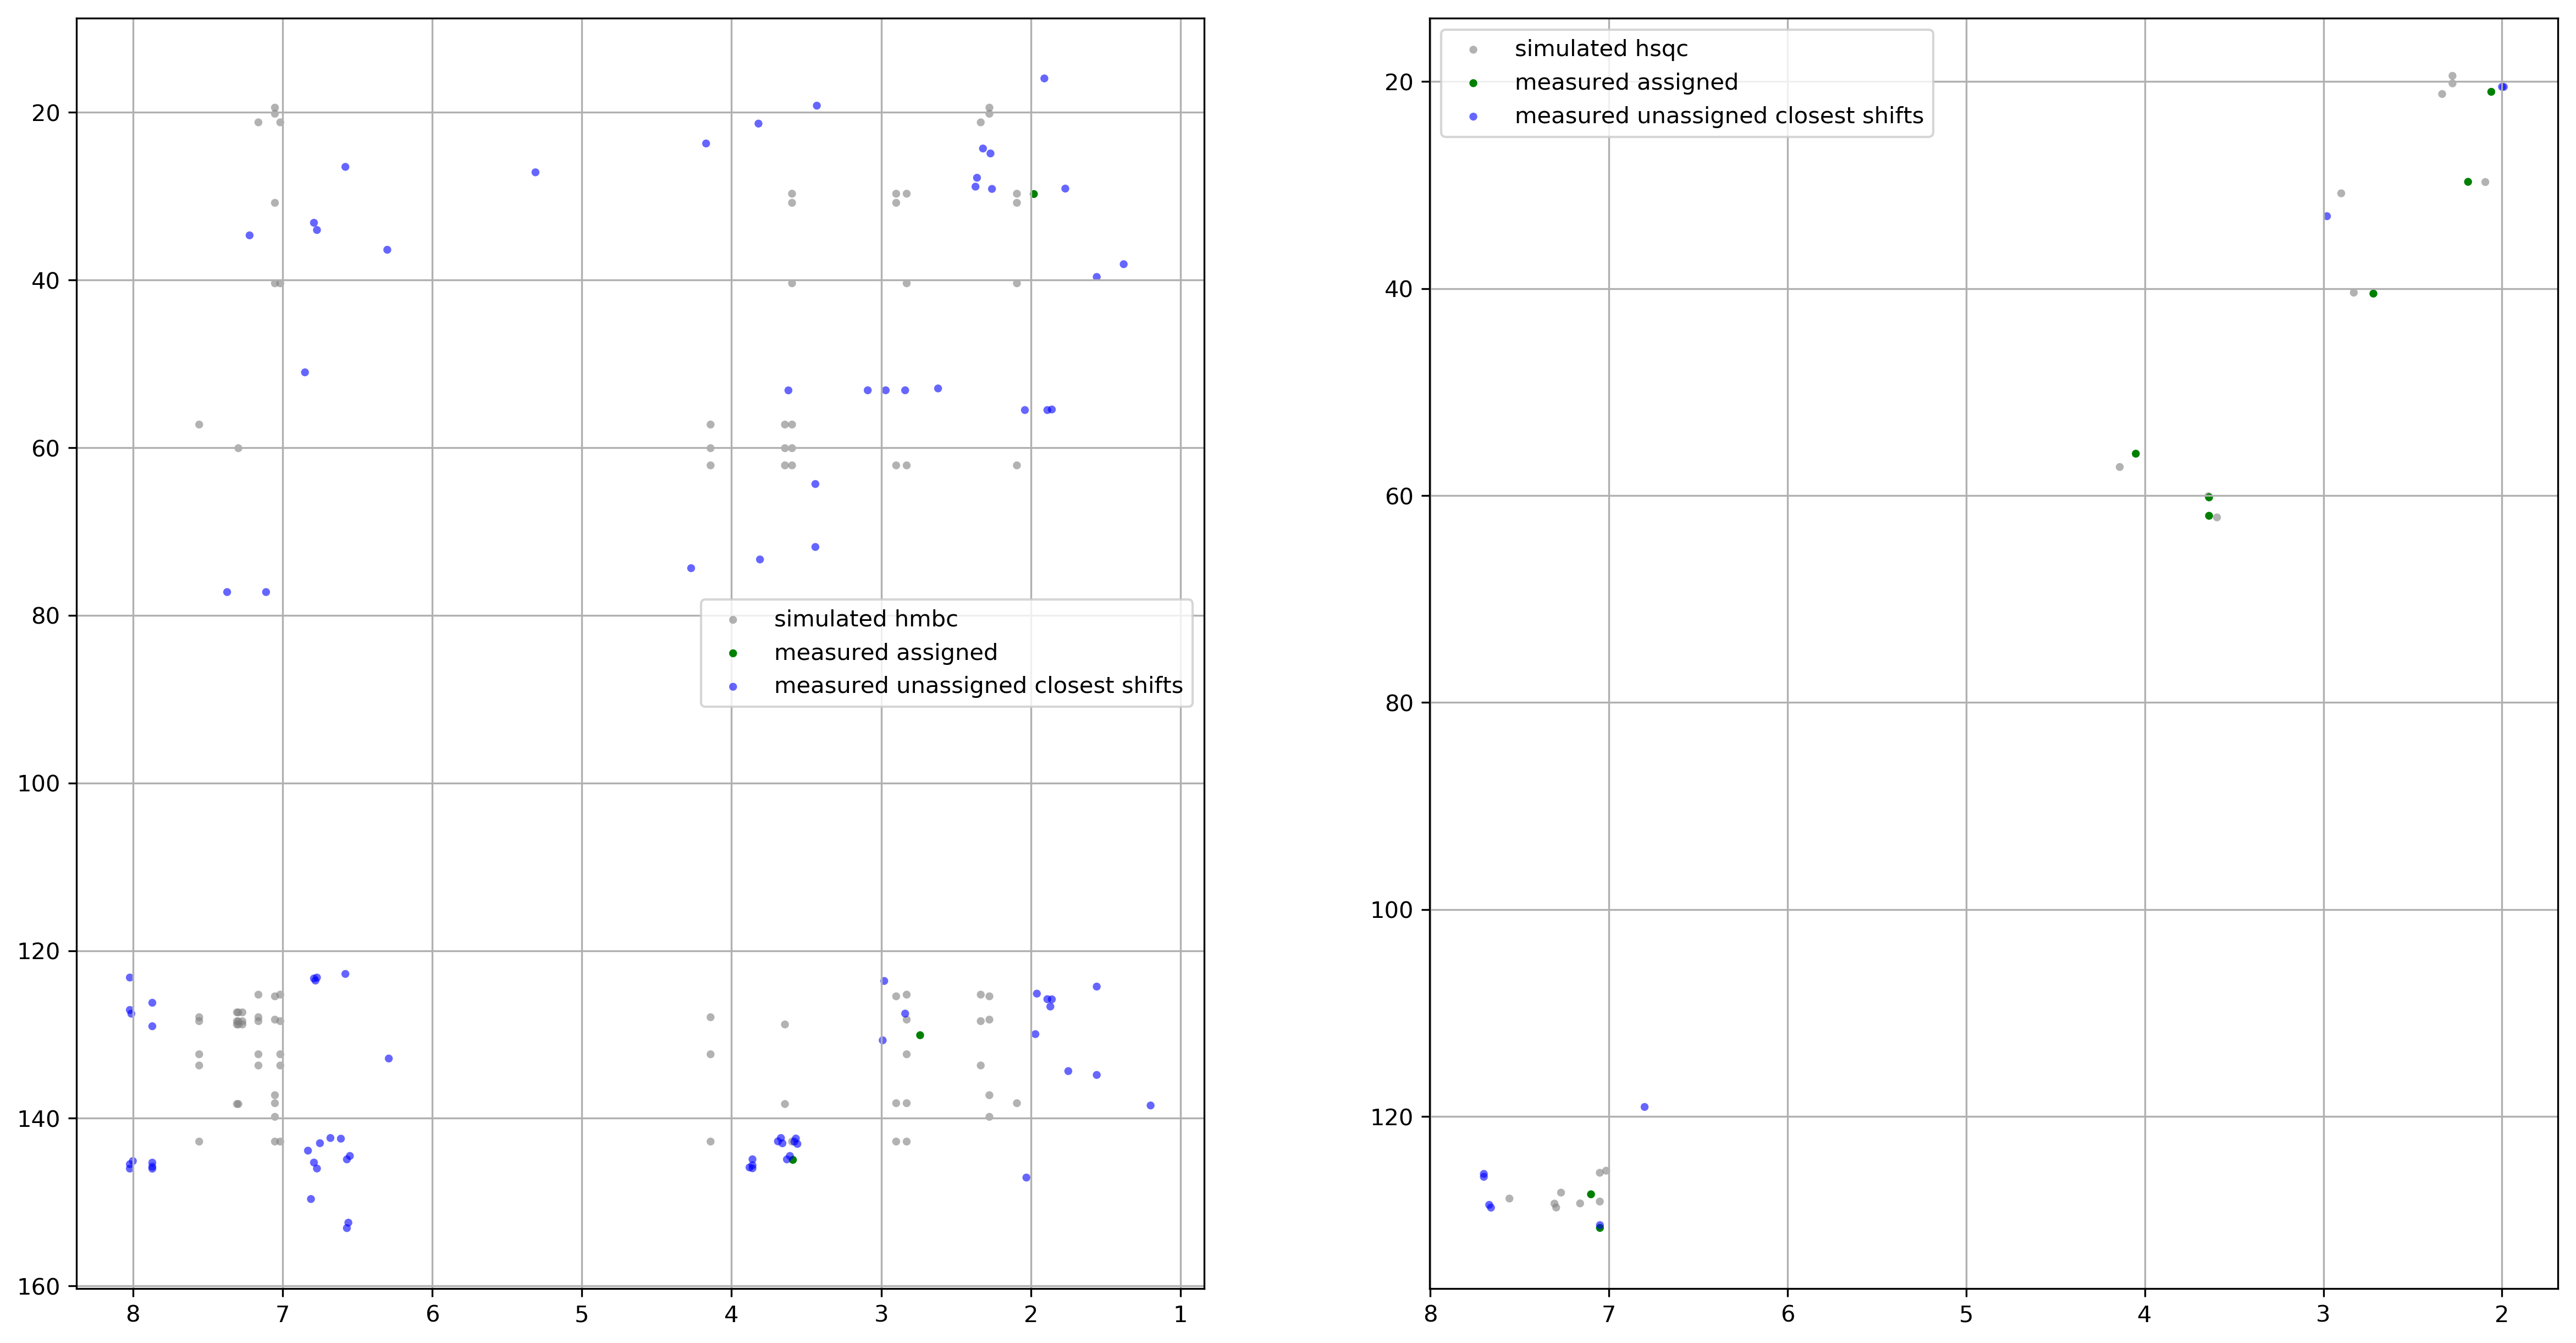 20
40
60
80
100
120
140
160
8 7 6 5 4 3 2 1
simulated hmbc
measured assigned
measured unassigned closest shifts
simulated hsqc
measured assigned
measured unassigned closest shifts
20
40
60
80
100
120
8 7 6 5 4 3 2